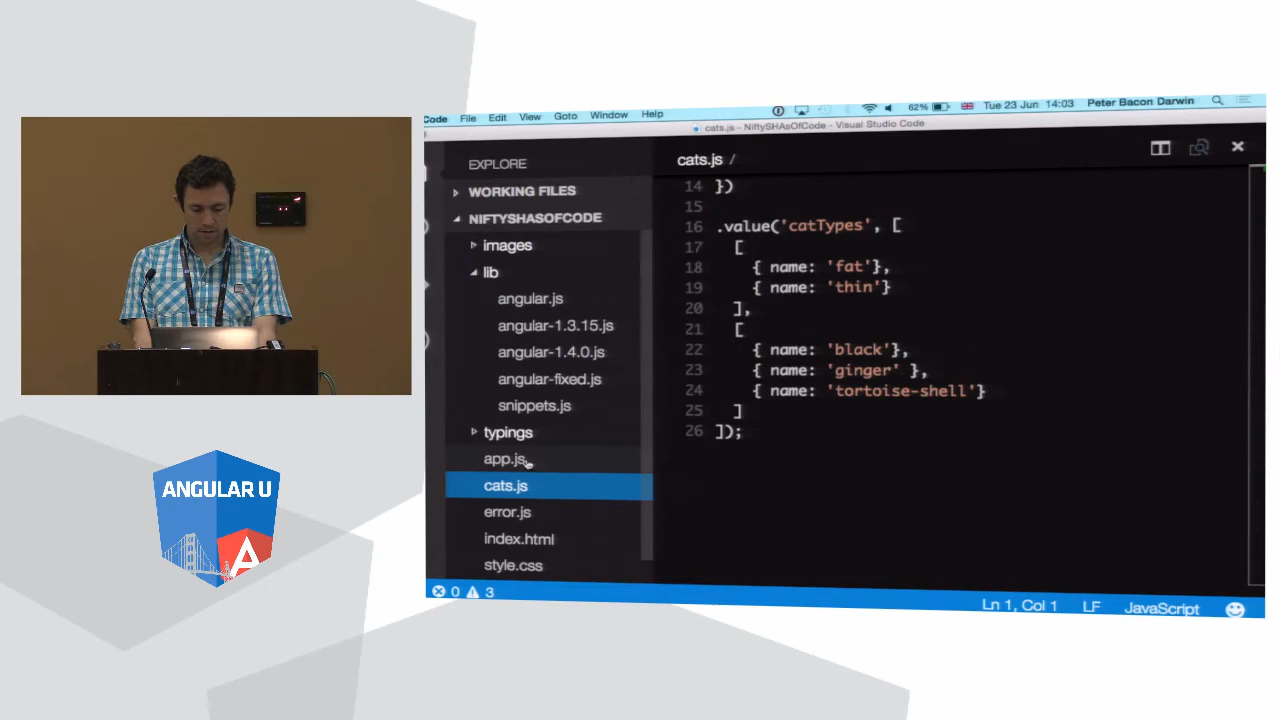 Code File Edit View Goto Window Help 62% Tue 23 Jun 14:03 Peter Bacon Darwin
cats.js - NiftySHAsOfCode - Visual Studio Code
EXPLORE
WORKING FILES
NIFTYSHASOFCODE
images
lib
angular.js
angular-1.3.15.js
angular-1.4.0.js
angular-fixed.js
snippets.js
typings
app.js
cats.js
error.js
index.html
style.css
cats.js /
14 })
15
16 .value('catTypes', [
17 [
18 { name: 'fat'},
19 { name: 'thin'}
20 ],
21 [
22 { name: 'black'},
23 { name: 'ginger' },
24 { name: 'tortoise-shell'}
25 ]
26 ]);
0 3
Ln 1, Col 1 LF JavaScript
ANGULAR U
A